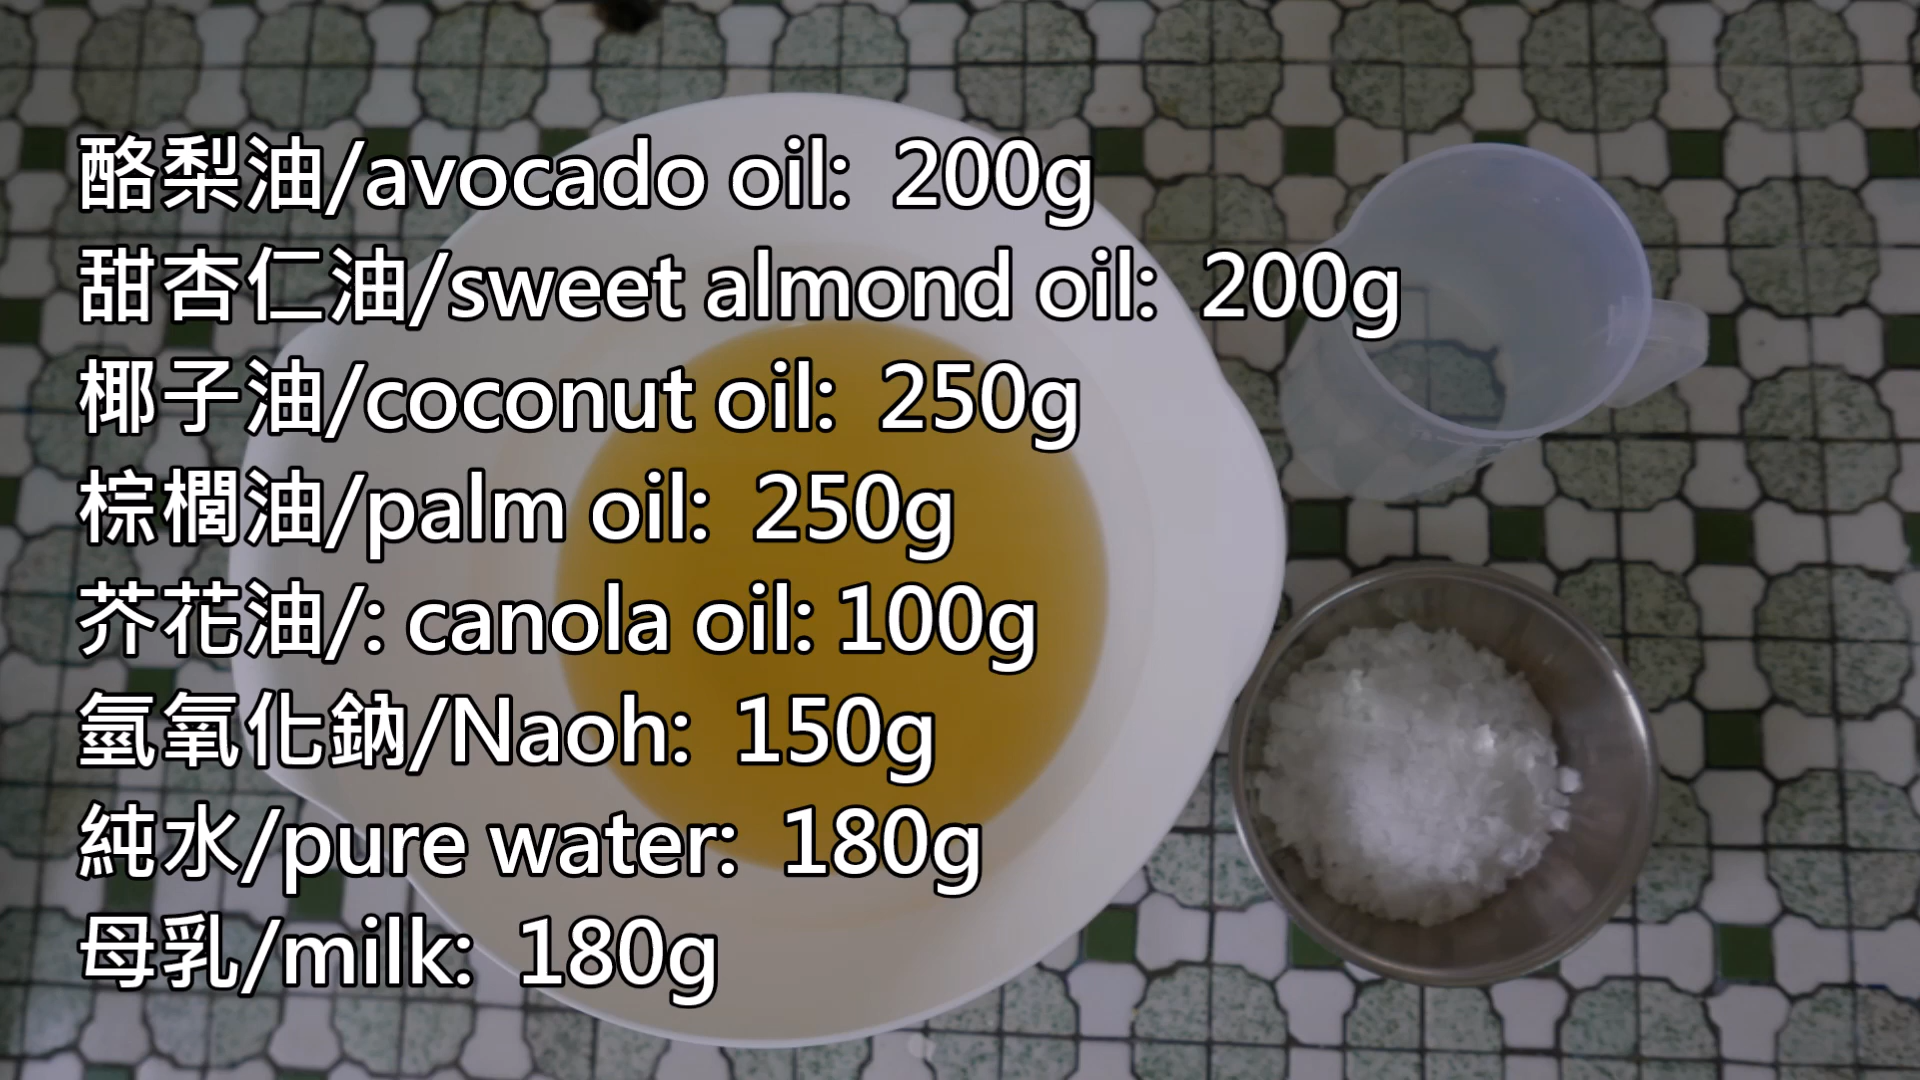 酪梨油/avocado oil: 200g
甜杏仁油/sweet almond oil: 200g
椰子油/coconut oil: 250g
棕櫚油/palm oil: 250g
芥花油/: canola oil: 100g
氫氧化鈉/Naoh: 150g
純水/pure water: 180g
母乳/milk: 180g